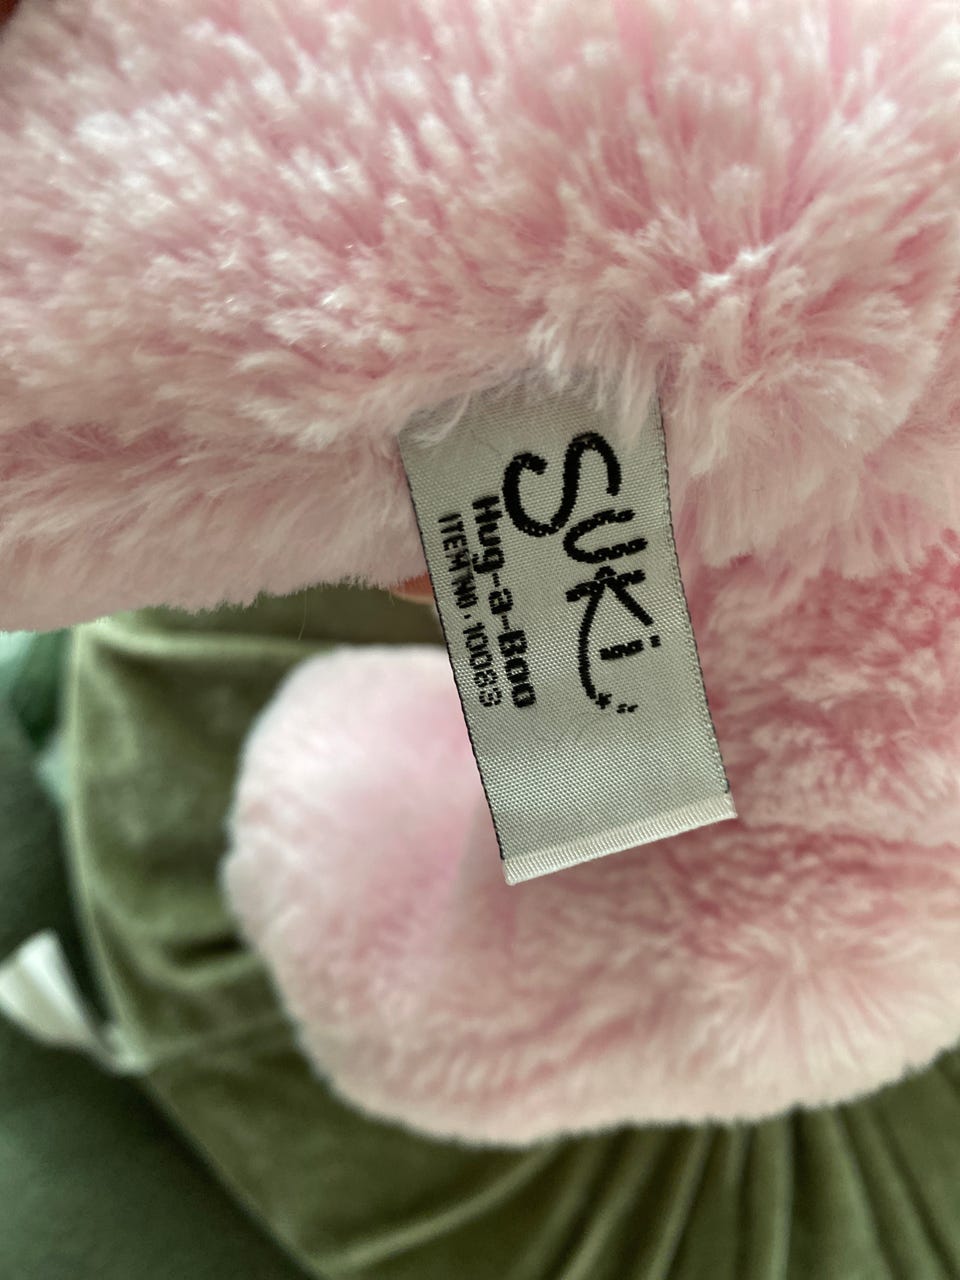 Suki
Hug-a-Boo
ITEM NO. 10083